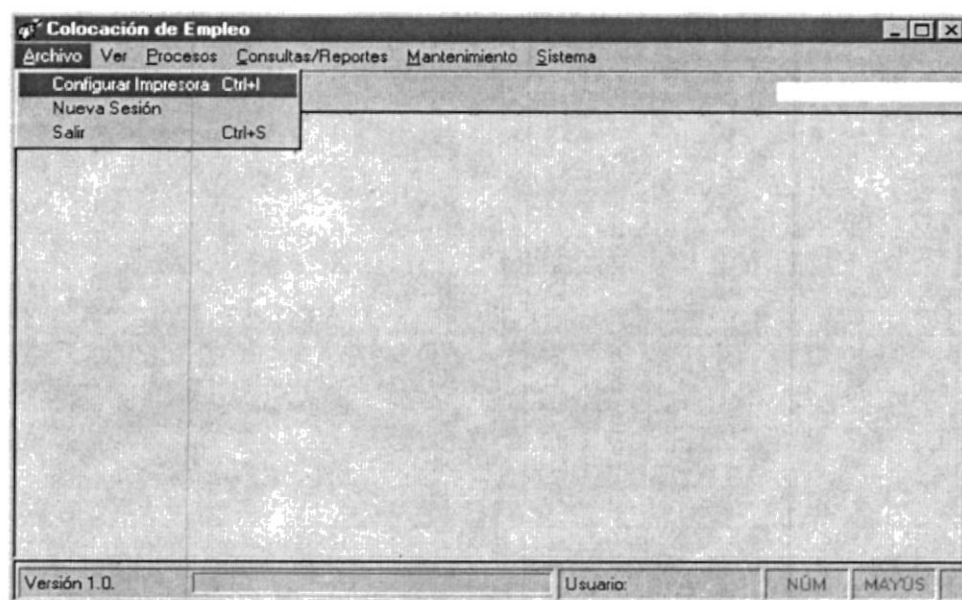 Colocación de Empleo
Archivo Ver Procesos Consultas/Reportes Mantenimiento Sistema
Configurar Impresora Ctrl+I
Nueva Sesión
Salir Ctrl+S
Versión 1.0. Usuario: NÚM MAYÚS